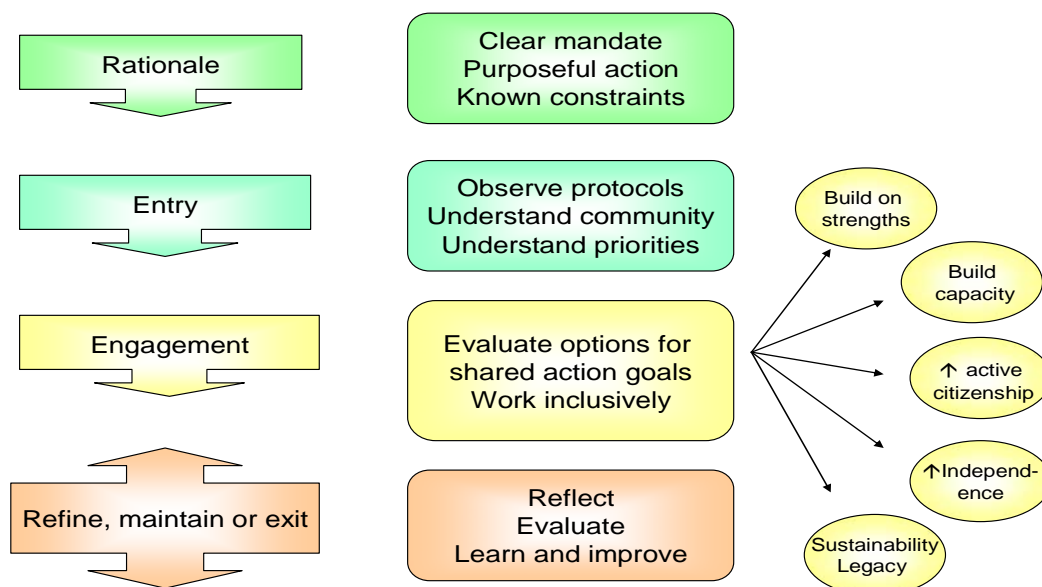 Rationale
Clear mandate
Purposeful action
Known constraints
Entry
Observe protocols
Understand community
Understand priorities
Build on
strengths
Build
capacity
Engagement
Evaluate options for
shared action goals
Work inclusively
↑ active
citizenship
↑Independ-
ence
Refine, maintain or exit
Reflect
Evaluate
Learn and improve
Sustainability
Legacy